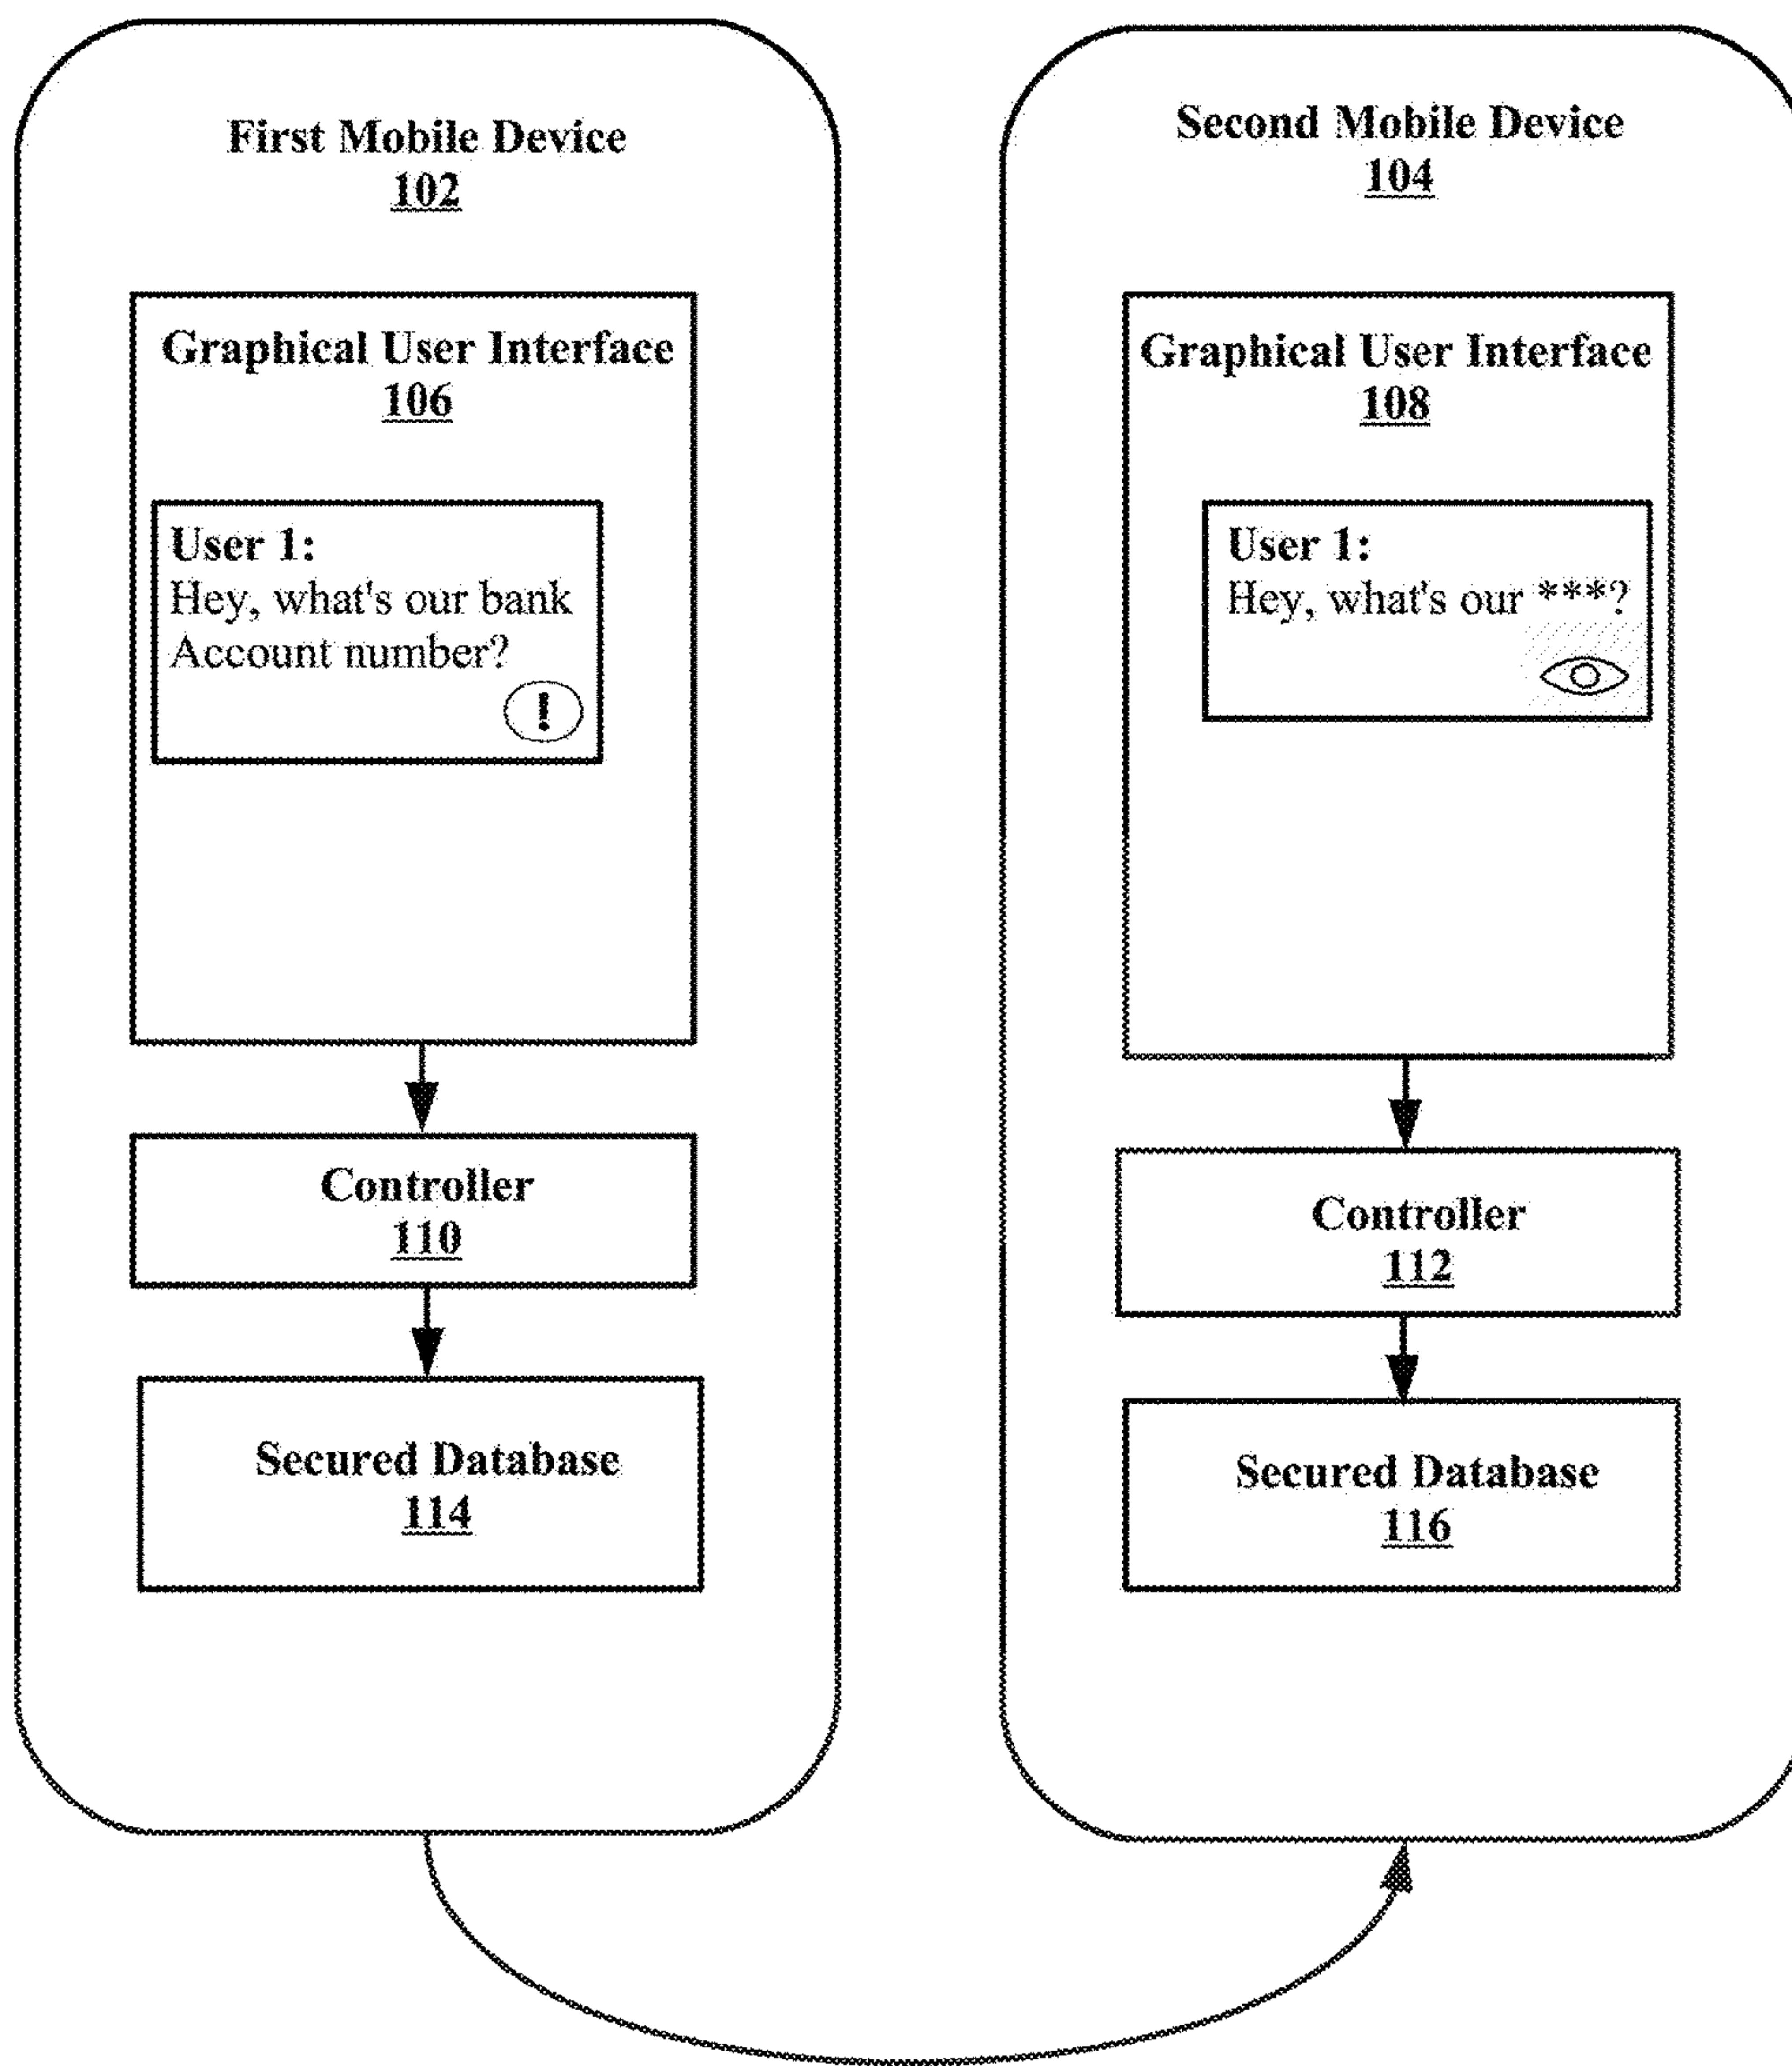 First Mobile Device
102
Graphical User Interface
106
User 1:
Hey, what's our bank
Account number?
!
Controller
110
Secured Database
114
Second Mobile Device
104
Graphical User Interface
108
User 1:
Hey, what's our ***?
Controller
112
Secured Database
116